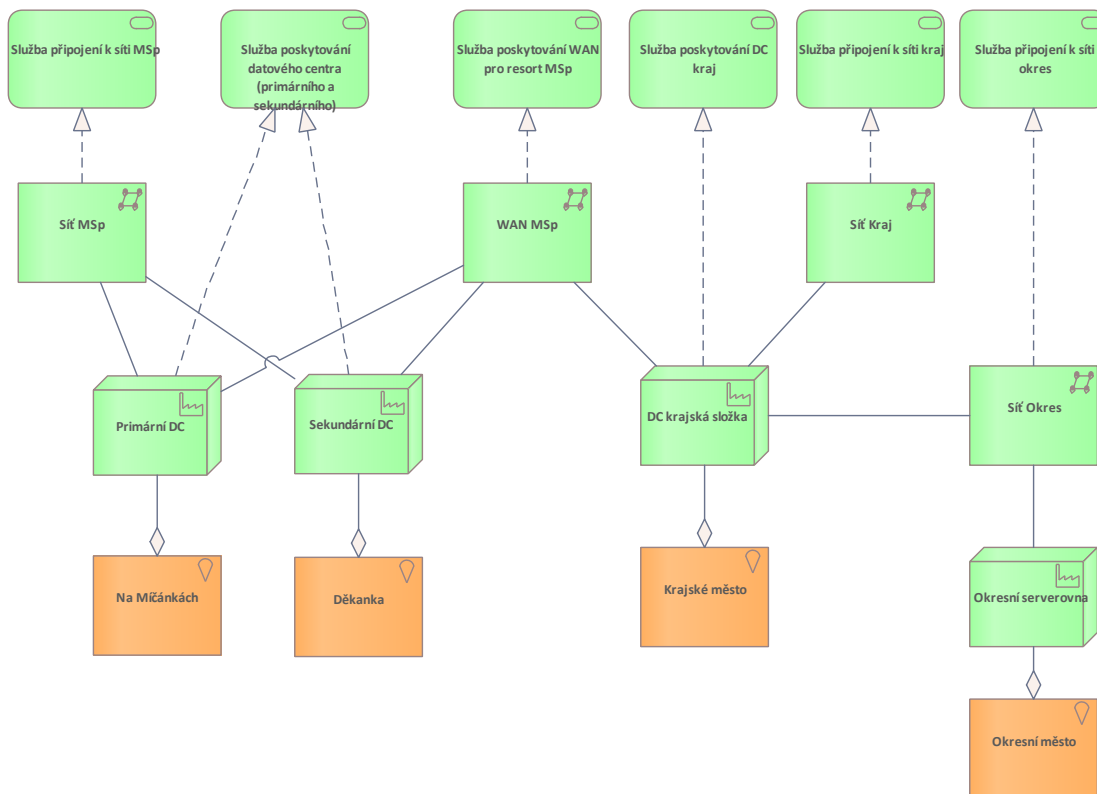 Služba připojení k síti MSp
Služba poskytování
datového centra
(primárního a
sekundárního)
Služba poskytování WAN
pro resort MSp
Služba poskytování DC
kraj
Služba připojení k síti kraj
Služba připojení k síti
okres
Síť MSp
WAN MSp
Síť Kraj
Primární DC
Sekundární DC
DC krajská složka
Síť Okres
Na Míčánkách
Děkanka
Krajské město
Okresní serverovna
Okresní město